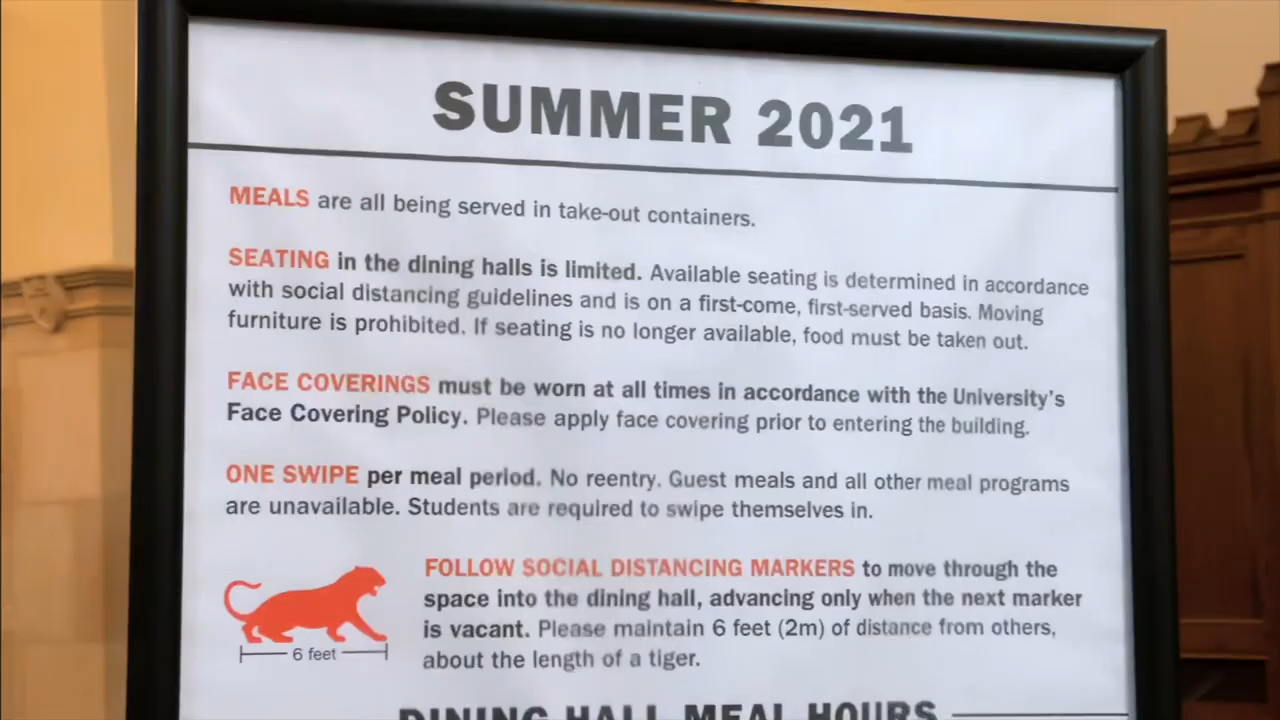 SUMMER 2021
MEALS are all being served in take-out containers.
SEATING in the dining halls is limited. Available seating is determined in accordance
with social distancing guidelines and is on a first-come, first-served basis. Moving
furniture is prohibited. If seating is no longer available, food must be taken out.
FACE COVERINGS must be worn at all times in accordance with the University's
Face Covering Policy. Please apply face covering prior to entering the building.
ONE SWIPE per meal period. No reentry. Guest meals and all other meal programs
are unavailable. Students are required to swipe themselves in.
FOLLOW SOCIAL DISTANCING MARKERS to move through the
space into the dining hall, advancing only when the next marker
is vacant. Please maintain 6 feet (2m) of distance from others,
about the length of a tiger.
6 feet
DINING HALL MEAL HOURS